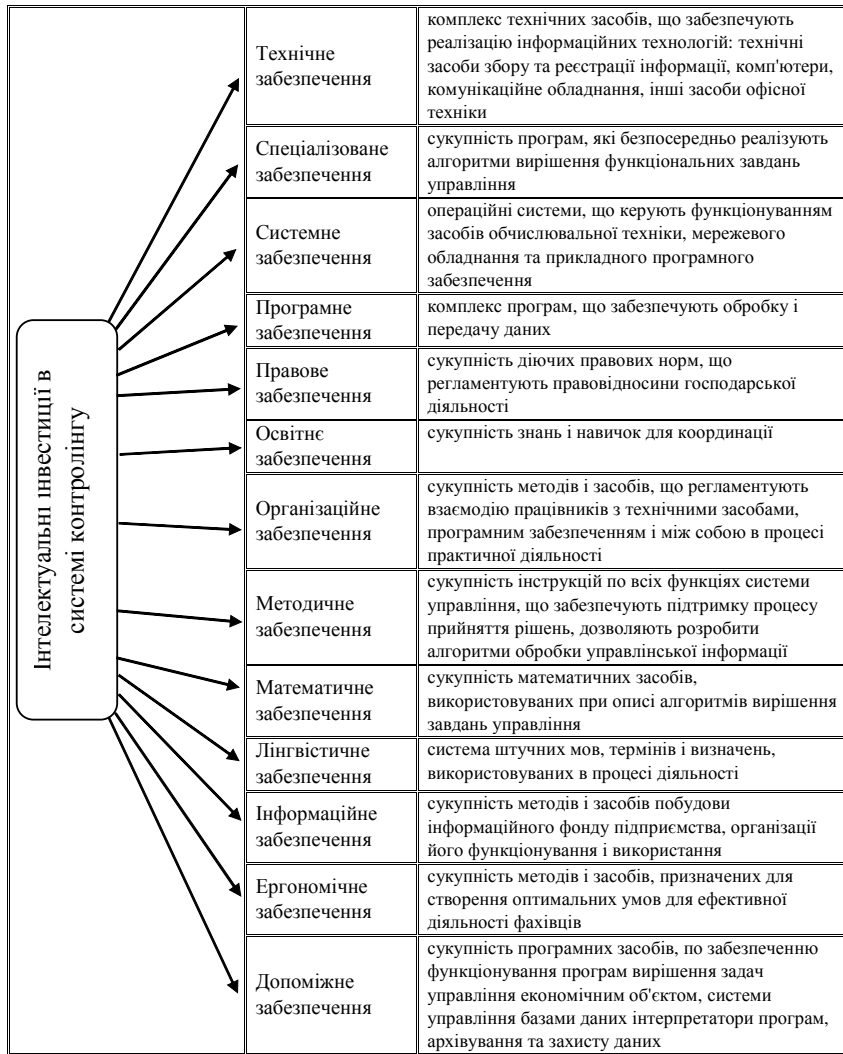 Інтелектуальні інвестиції в
системі контролінгу
Технічне
забезпечення
комплекс технічних засобів, що забезпечують
реалізацію інформаційних технологій: технічні
засоби збору та реєстрації інформації, комп'ютери,
комунікаційне обладнання, інші засоби офісної
техніки
Спеціалізоване
забезпечення
сукупність програм, які безпосередньо реалізують
алгоритми вирішення функціональних завдань
управління
Системне
забезпечення
операційні системи, що керують функціонуванням
засобів обчислювальної техніки, мережевого
обладнання та прикладного програмного
забезпечення
Програмне
забезпечення
комплекс програм, що забезпечують обробку і
передачу даних
Правове
забезпечення
сукупність діючих правових норм, що
регламентують правовідносини господарської
діяльності
Освітнє
забезпечення
сукупність знань і навичок для координації
Організаційне
забезпечення
сукупність методів і засобів, що регламентують
взаємодію працівників з технічними засобами,
програмним забезпеченням і між собою в процесі
практичної діяльності
Методичне
забезпечення
сукупність інструкцій по всіх функціях системи
управління, що забезпечують підтримку процесу
прийняття рішень, дозволяють розробити
алгоритми обробки управлінської інформації
Математичне
забезпечення
сукупність математичних засобів,
використовуваних при описі алгоритмів вирішення
завдань управління
Лінгвістичне
забезпечення
система штучних мов, термінів і визначень,
використовуваних в процесі діяльності
Інформаційне
забезпечення
сукупність методів і засобів побудови
інформаційного фонду підприємства, організації
його функціонування і використання
Ергономічне
забезпечення
сукупність методів і засобів, призначених для
створення оптимальних умов для ефективної
діяльності фахівців
Допоміжне
забезпечення
сукупність програмних засобів, по забезпеченню
функціонування програм вирішення задач
управління економічним об'єктом, системи
управління базами даних інтерпретатори програм,
архівування та захисту даних